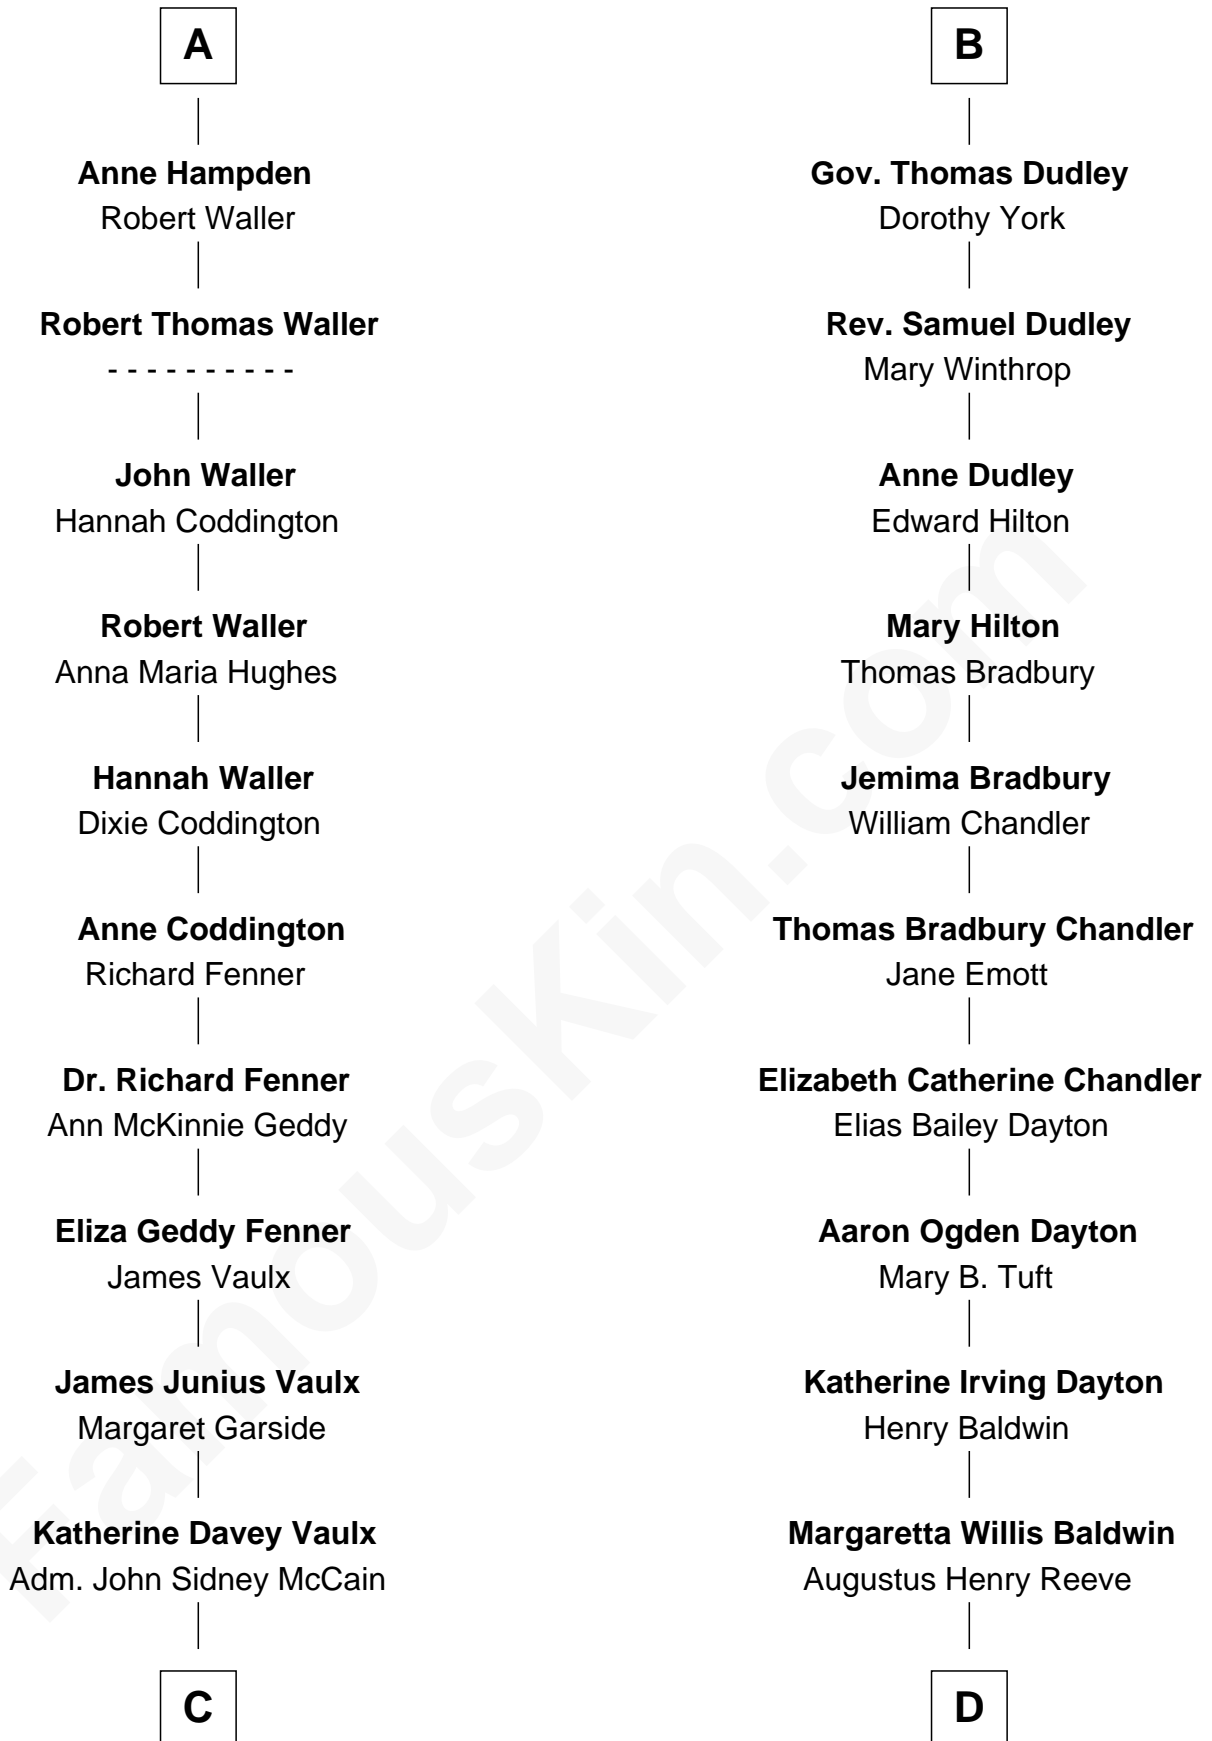 A
Anne Hampden
Robert Waller
Robert Thomas Waller
- - - - - - - - - -
John Waller
Hannah Coddington
Robert Waller
Anna Maria Hughes
Hannah Waller
Dixie Coddington
Anne Coddington
Richard Fenner
Dr. Richard Fenner
Ann McKinnie Geddy
Eliza Geddy Fenner
James Vaulx
James Junius Vaulx
Margaret Garside
Katherine Davey Vaulx
Adm. John Sidney McCain
C
B
Gov. Thomas Dudley
Dorothy York
Rev. Samuel Dudley
Mary Winthrop
Anne Dudley
Edward Hilton
Mary Hilton
Thomas Bradbury
Jemima Bradbury
William Chandler
Thomas Bradbury Chandler
Jane Emott
Elizabeth Catherine Chandler
Elias Bailey Dayton
Aaron Ogden Dayton
Mary B. Tuft
Katherine Irving Dayton
Henry Baldwin
Margaretta Willis Baldwin
Augustus Henry Reeve
D
FamousKin.com